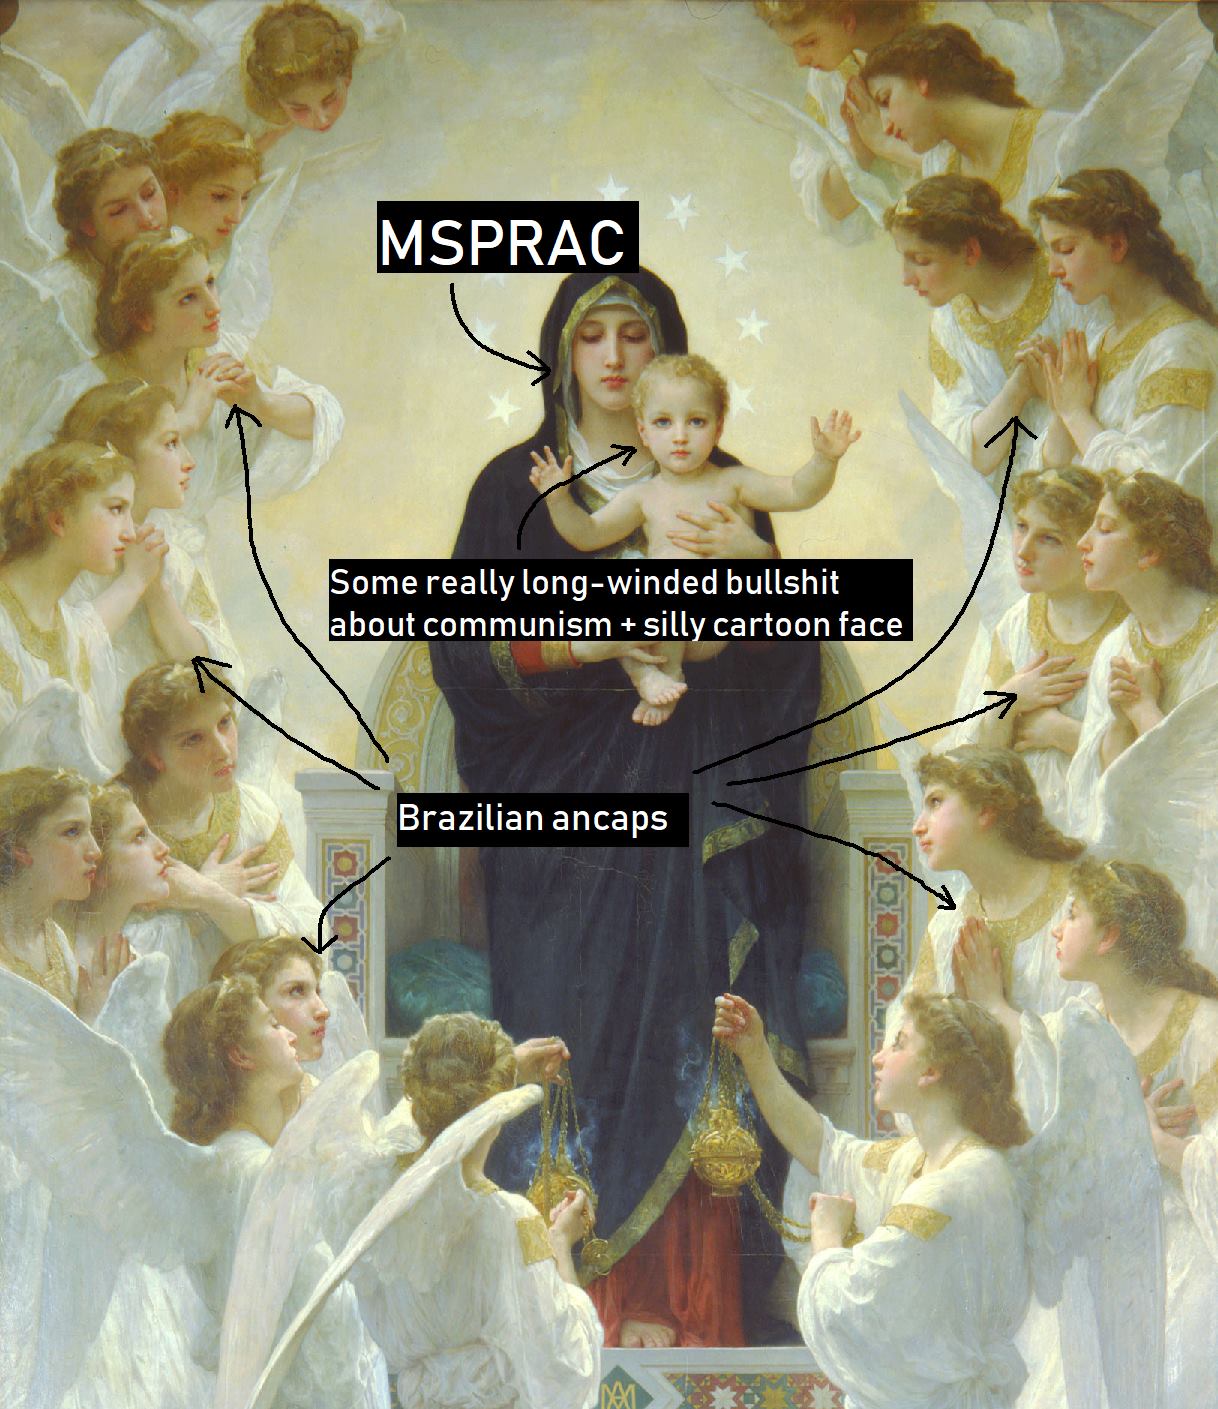 MSPRAC
Some really long-winded bullshit
about communism + silly cartoon face
Brazilian ancaps